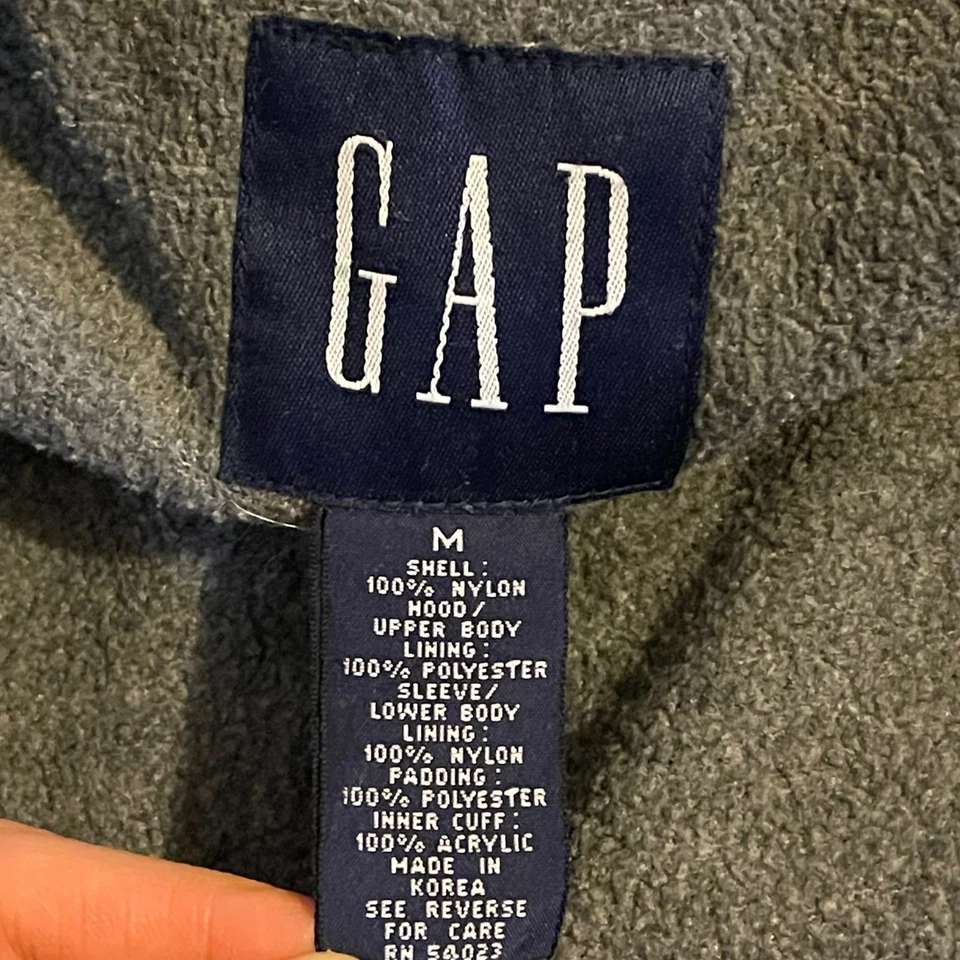 GAP
M
SHELL:
100% NYLON
HOOD/
UPPER BODY
LINING:
100% POLYESTER
SLEEVE/
LOWER BODY
LINING:
100% NYLON
PADDING:
100% POLYESTER
INNER CUFF:
100% ACRYLIC
MADE IN
KOREA
SEE REVERSE
FOR CARE
RN 54023